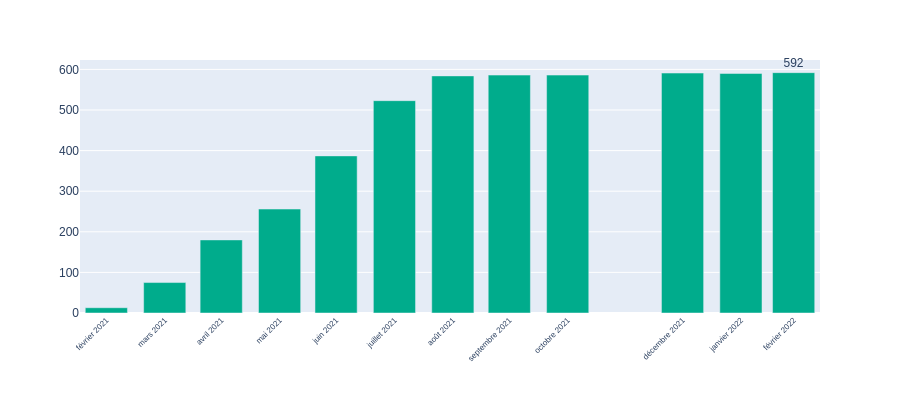 592
600
500
400
300
200
100
0
février 2021
mars 2021
avril 2021
mai 2021
juin 2021
juillet 2021
août 2021
septembre 2021
octobre 2021
décembre 2021
janvier 2022
février 2022